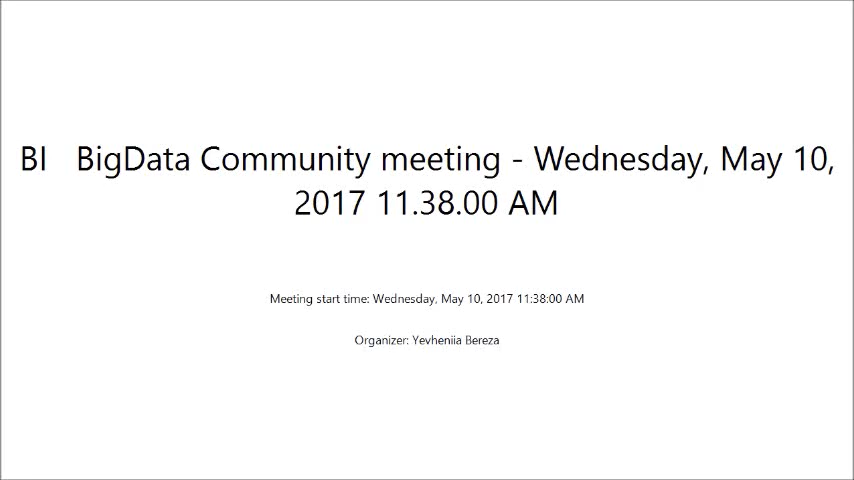 BI   BigData Community meeting - Wednesday, May 10,
2017 11.38.00 AM
Meeting start time: Wednesday, May 10, 2017 11:38:00 AM
Organizer: Yevheniia Bereza